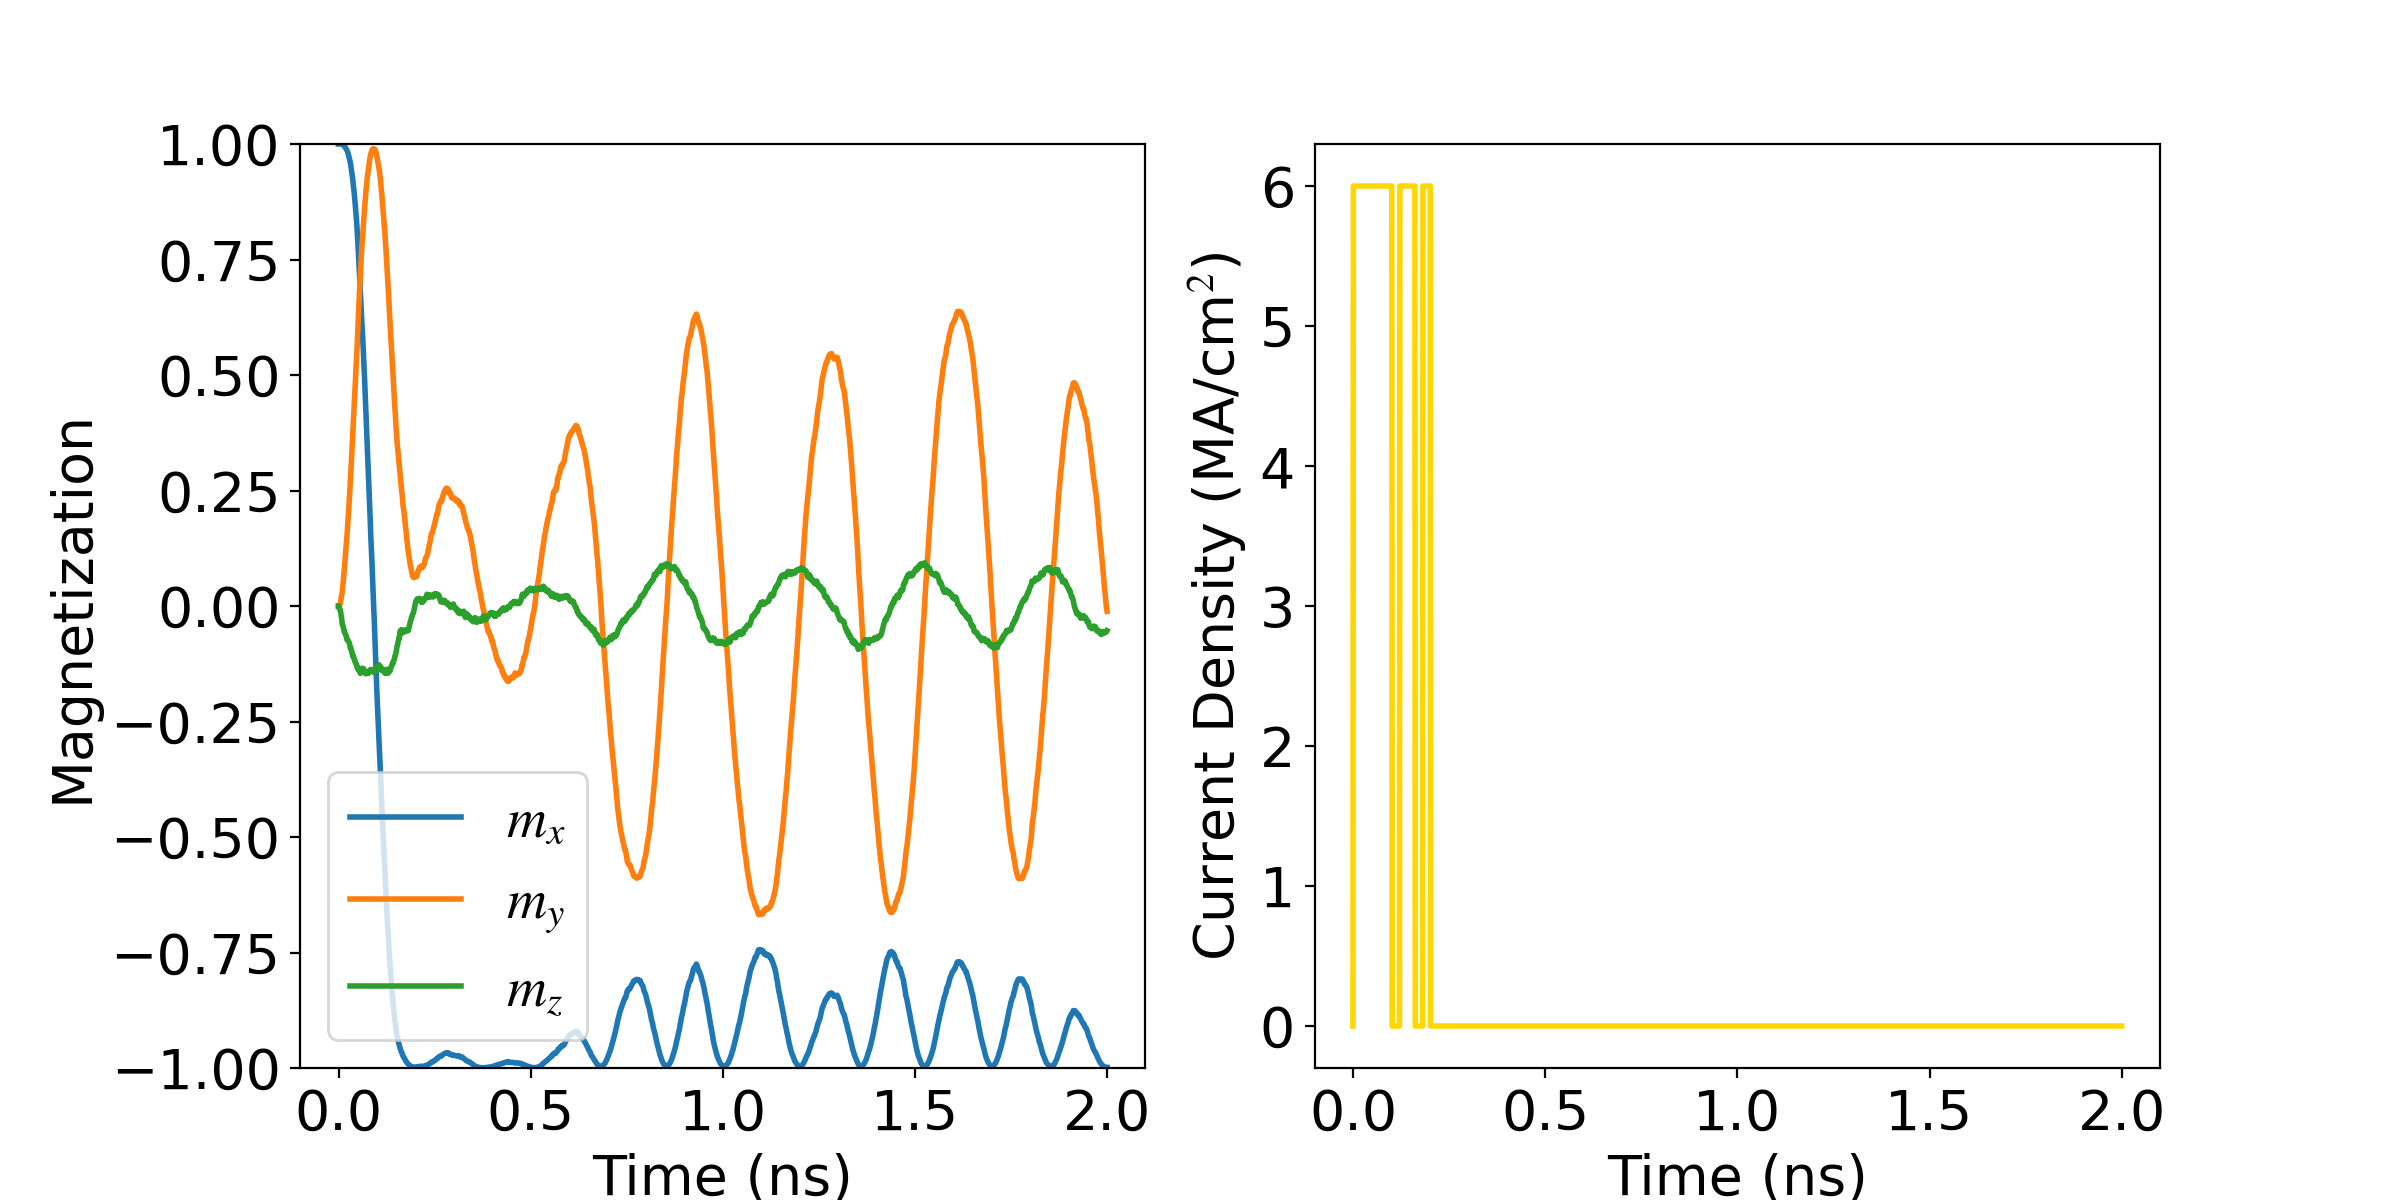 Magnetization
1.00
0.75
0.50
0.25
0.00
−0.25
−0.50
−0.75
−1.00
m_x
m_y
m_z
0.0 0.5 1.0 1.5 2.0
Time (ns)
Current Density (MA/cm²)
6
5
4
3
2
1
0
0.0 0.5 1.0 1.5 2.0
Time (ns)